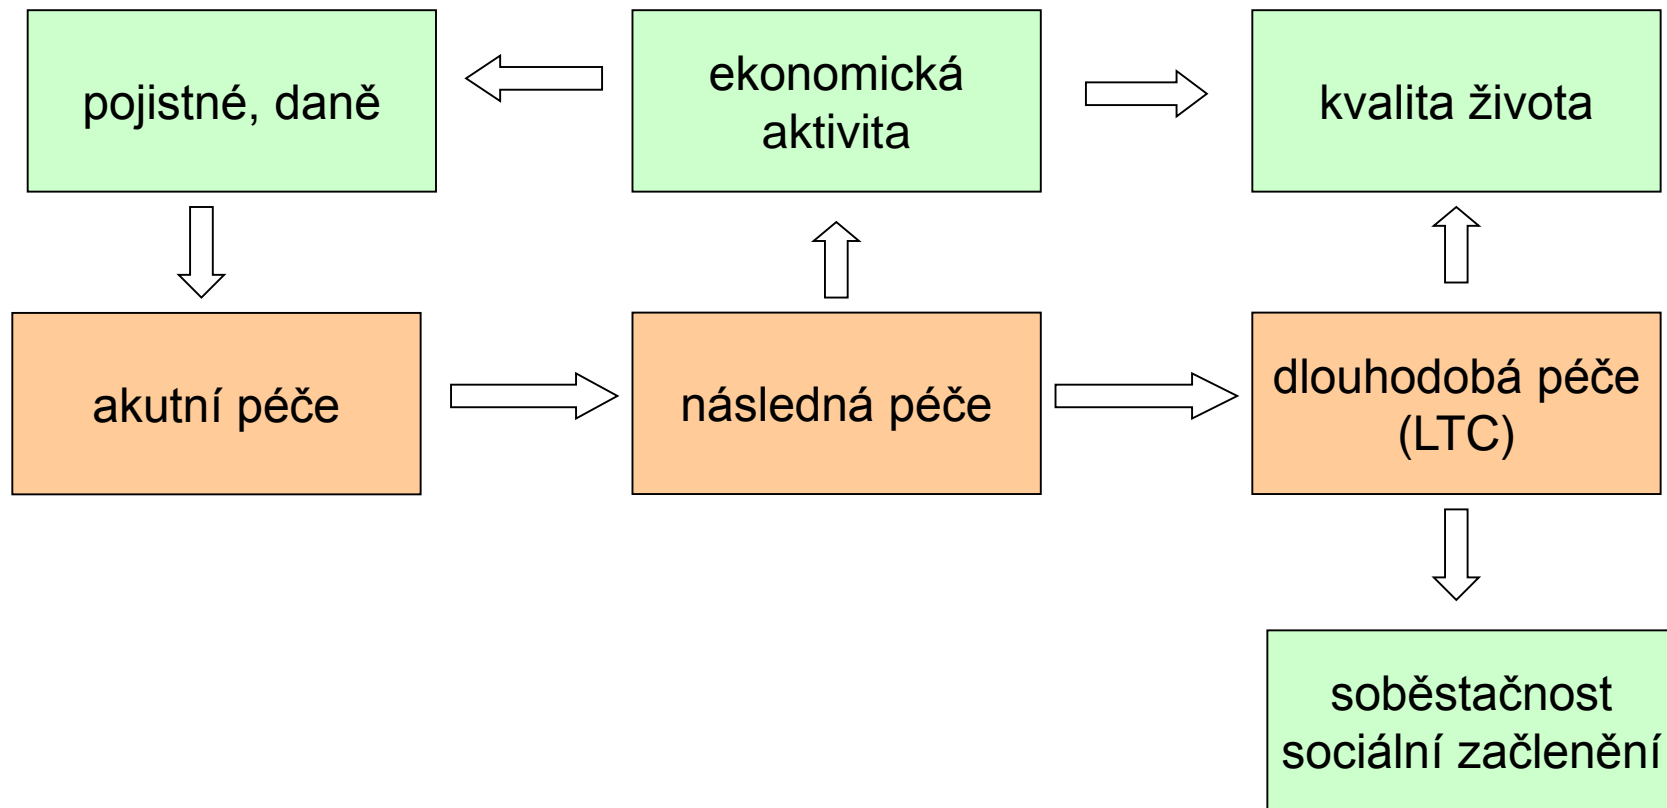 pojistné, daně
ekonomická
aktivita
kvalita života
akutní péče
následná péče
dlouhodobá péče
(LTC)
soběstačnost
sociální začlenění